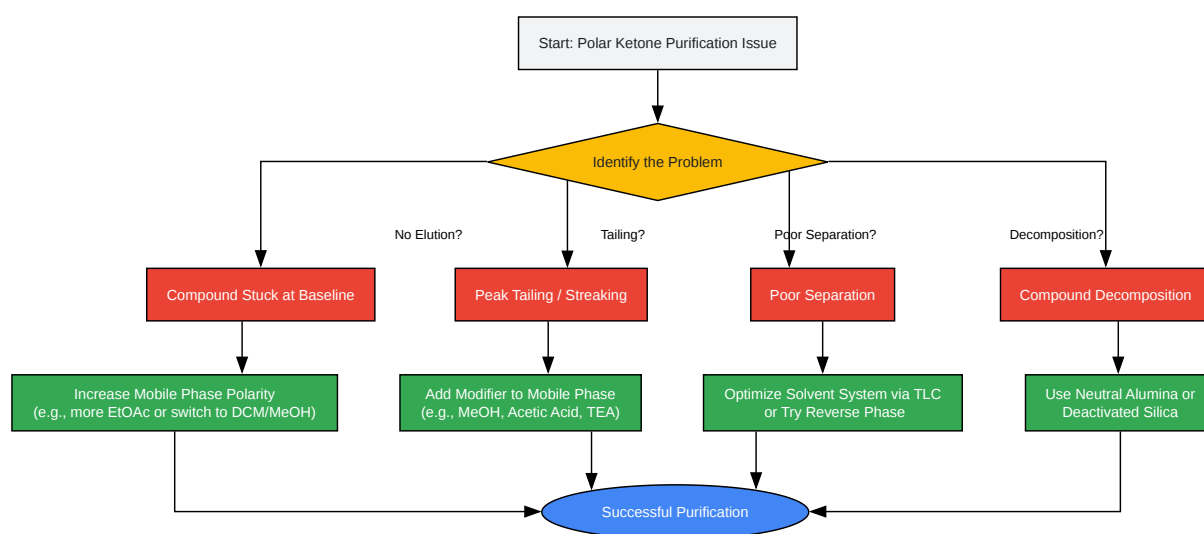 Start: Polar Ketone Purification Issue
Identify the Problem
No Elution?
Tailing?
Poor Separation?
Decomposition?
Compound Stuck at Baseline
Peak Tailing / Streaking
Poor Separation
Compound Decomposition
Increase Mobile Phase Polarity
(e.g., more EtOAc or switch to DCM/MeOH)
Add Modifier to Mobile Phase
(e.g., MeOH, Acetic Acid, TEA)
Optimize Solvent System via TLC
or Try Reverse Phase
Use Neutral Alumina or
Deactivated Silica
Successful Purification